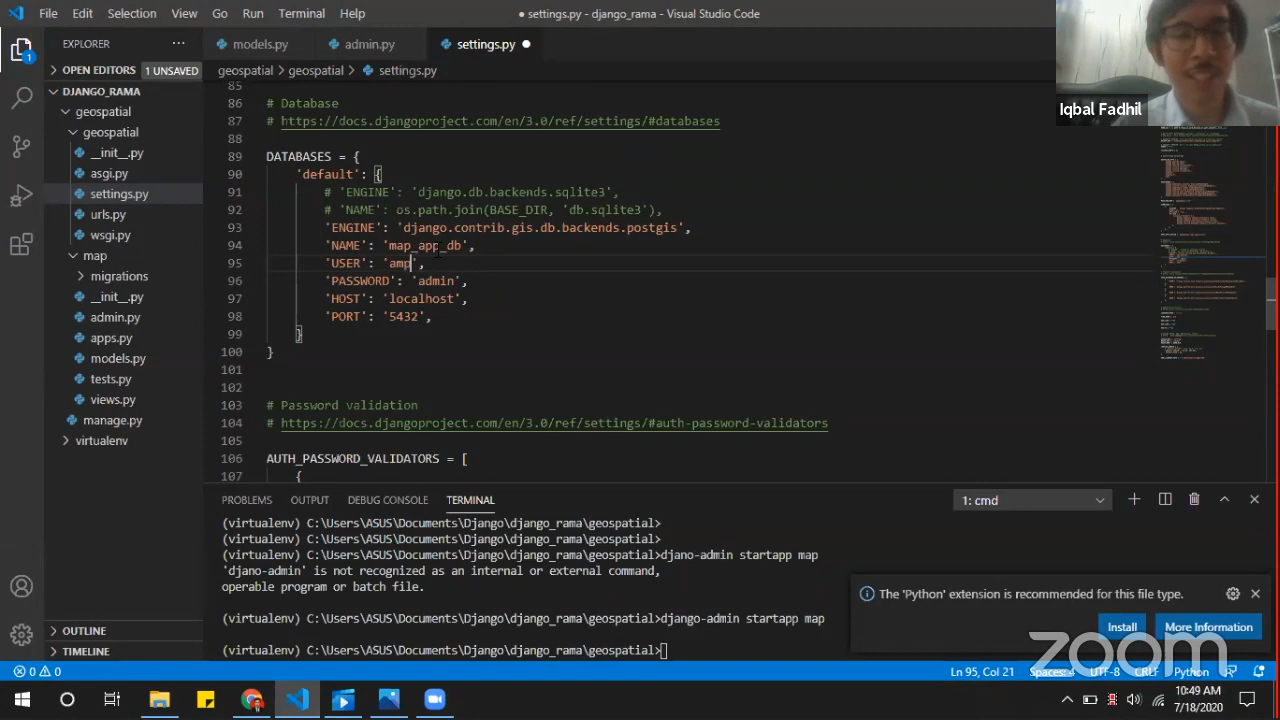 File Edit Selection View Go Run Terminal Help
● settings.py - django_rama - Visual Studio Code
EXPLORER
models.py
admin.py
settings.py
OPEN EDITORS 1 UNSAVED
geospatial > geospatial > settings.py
Iqbal Fadhil
DJANGO_RAMA
geospatial
geospatial
__init__.py
asgi.py
settings.py
urls.py
wsgi.py
map
migrations
__init__.py
admin.py
apps.py
models.py
tests.py
views.py
manage.py
virtualenv
OUTLINE
TIMELINE
85
86 # Database
87 # https://docs.djangoproject.com/en/3.0/ref/settings/#databases
88
89 DATABASES = {
90 'default': {
91 # 'ENGINE': 'django.db.backends.sqlite3',
92 # 'NAME': os.path.join(BASE_DIR, 'db.sqlite3'),
93 'ENGINE': 'django.contrib.gis.db.backends.postgis',
94 'NAME': 'map_app_db',
95 'USER': 'amp',
96 'PASSWORD': 'admin',
97 'HOST': 'localhost',
98 'PORT': '5432',
99 }
100 }
101
102
103 # Password validation
104 # https://docs.djangoproject.com/en/3.0/ref/settings/#auth-password-validators
105
106 AUTH_PASSWORD_VALIDATORS = [
107 {
PROBLEMS OUTPUT DEBUG CONSOLE TERMINAL
1: cmd
(virtualenv) C:\Users\ASUS\Documents\Django\django_rama\geospatial>
(virtualenv) C:\Users\ASUS\Documents\Django\django_rama\geospatial>
(virtualenv) C:\Users\ASUS\Documents\Django\django_rama\geospatial>djano-admin startapp map
'djano-admin' is not recognized as an internal or external command,
operable program or batch file.
(virtualenv) C:\Users\ASUS\Documents\Django\django_rama\geospatial>django-admin startapp map
(virtualenv) C:\Users\ASUS\Documents\Django\django_rama\geospatial>
The 'Python' extension is recommended for this file type.
Install More Information
zoom
0 0
Ln 95, Col 21 Spaces: 4 UTF-8 CRLF Python
10:49 AM
7/18/2020